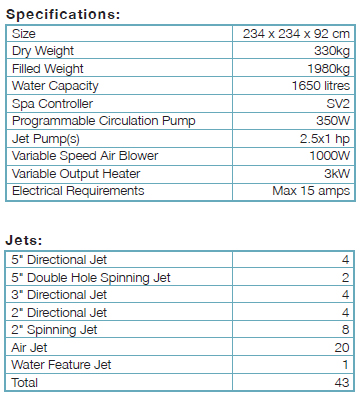 Specifications:
Size 234 x 234 x 92 cm
Dry Weight 330kg
Filled Weight 1980kg
Water Capacity 1650 litres
Spa Controller SV2
Programmable Circulation Pump 350W
Jet Pump(s) 2.5x1 hp
Variable Speed Air Blower 1000W
Variable Output Heater 3kW
Electrical Requirements Max 15 amps
Jets:
5" Directional Jet 4
5" Double Hole Spinning Jet 2
3" Directional Jet 4
2" Directional Jet 4
2" Spinning Jet 8
Air Jet 20
Water Feature Jet 1
Total 43